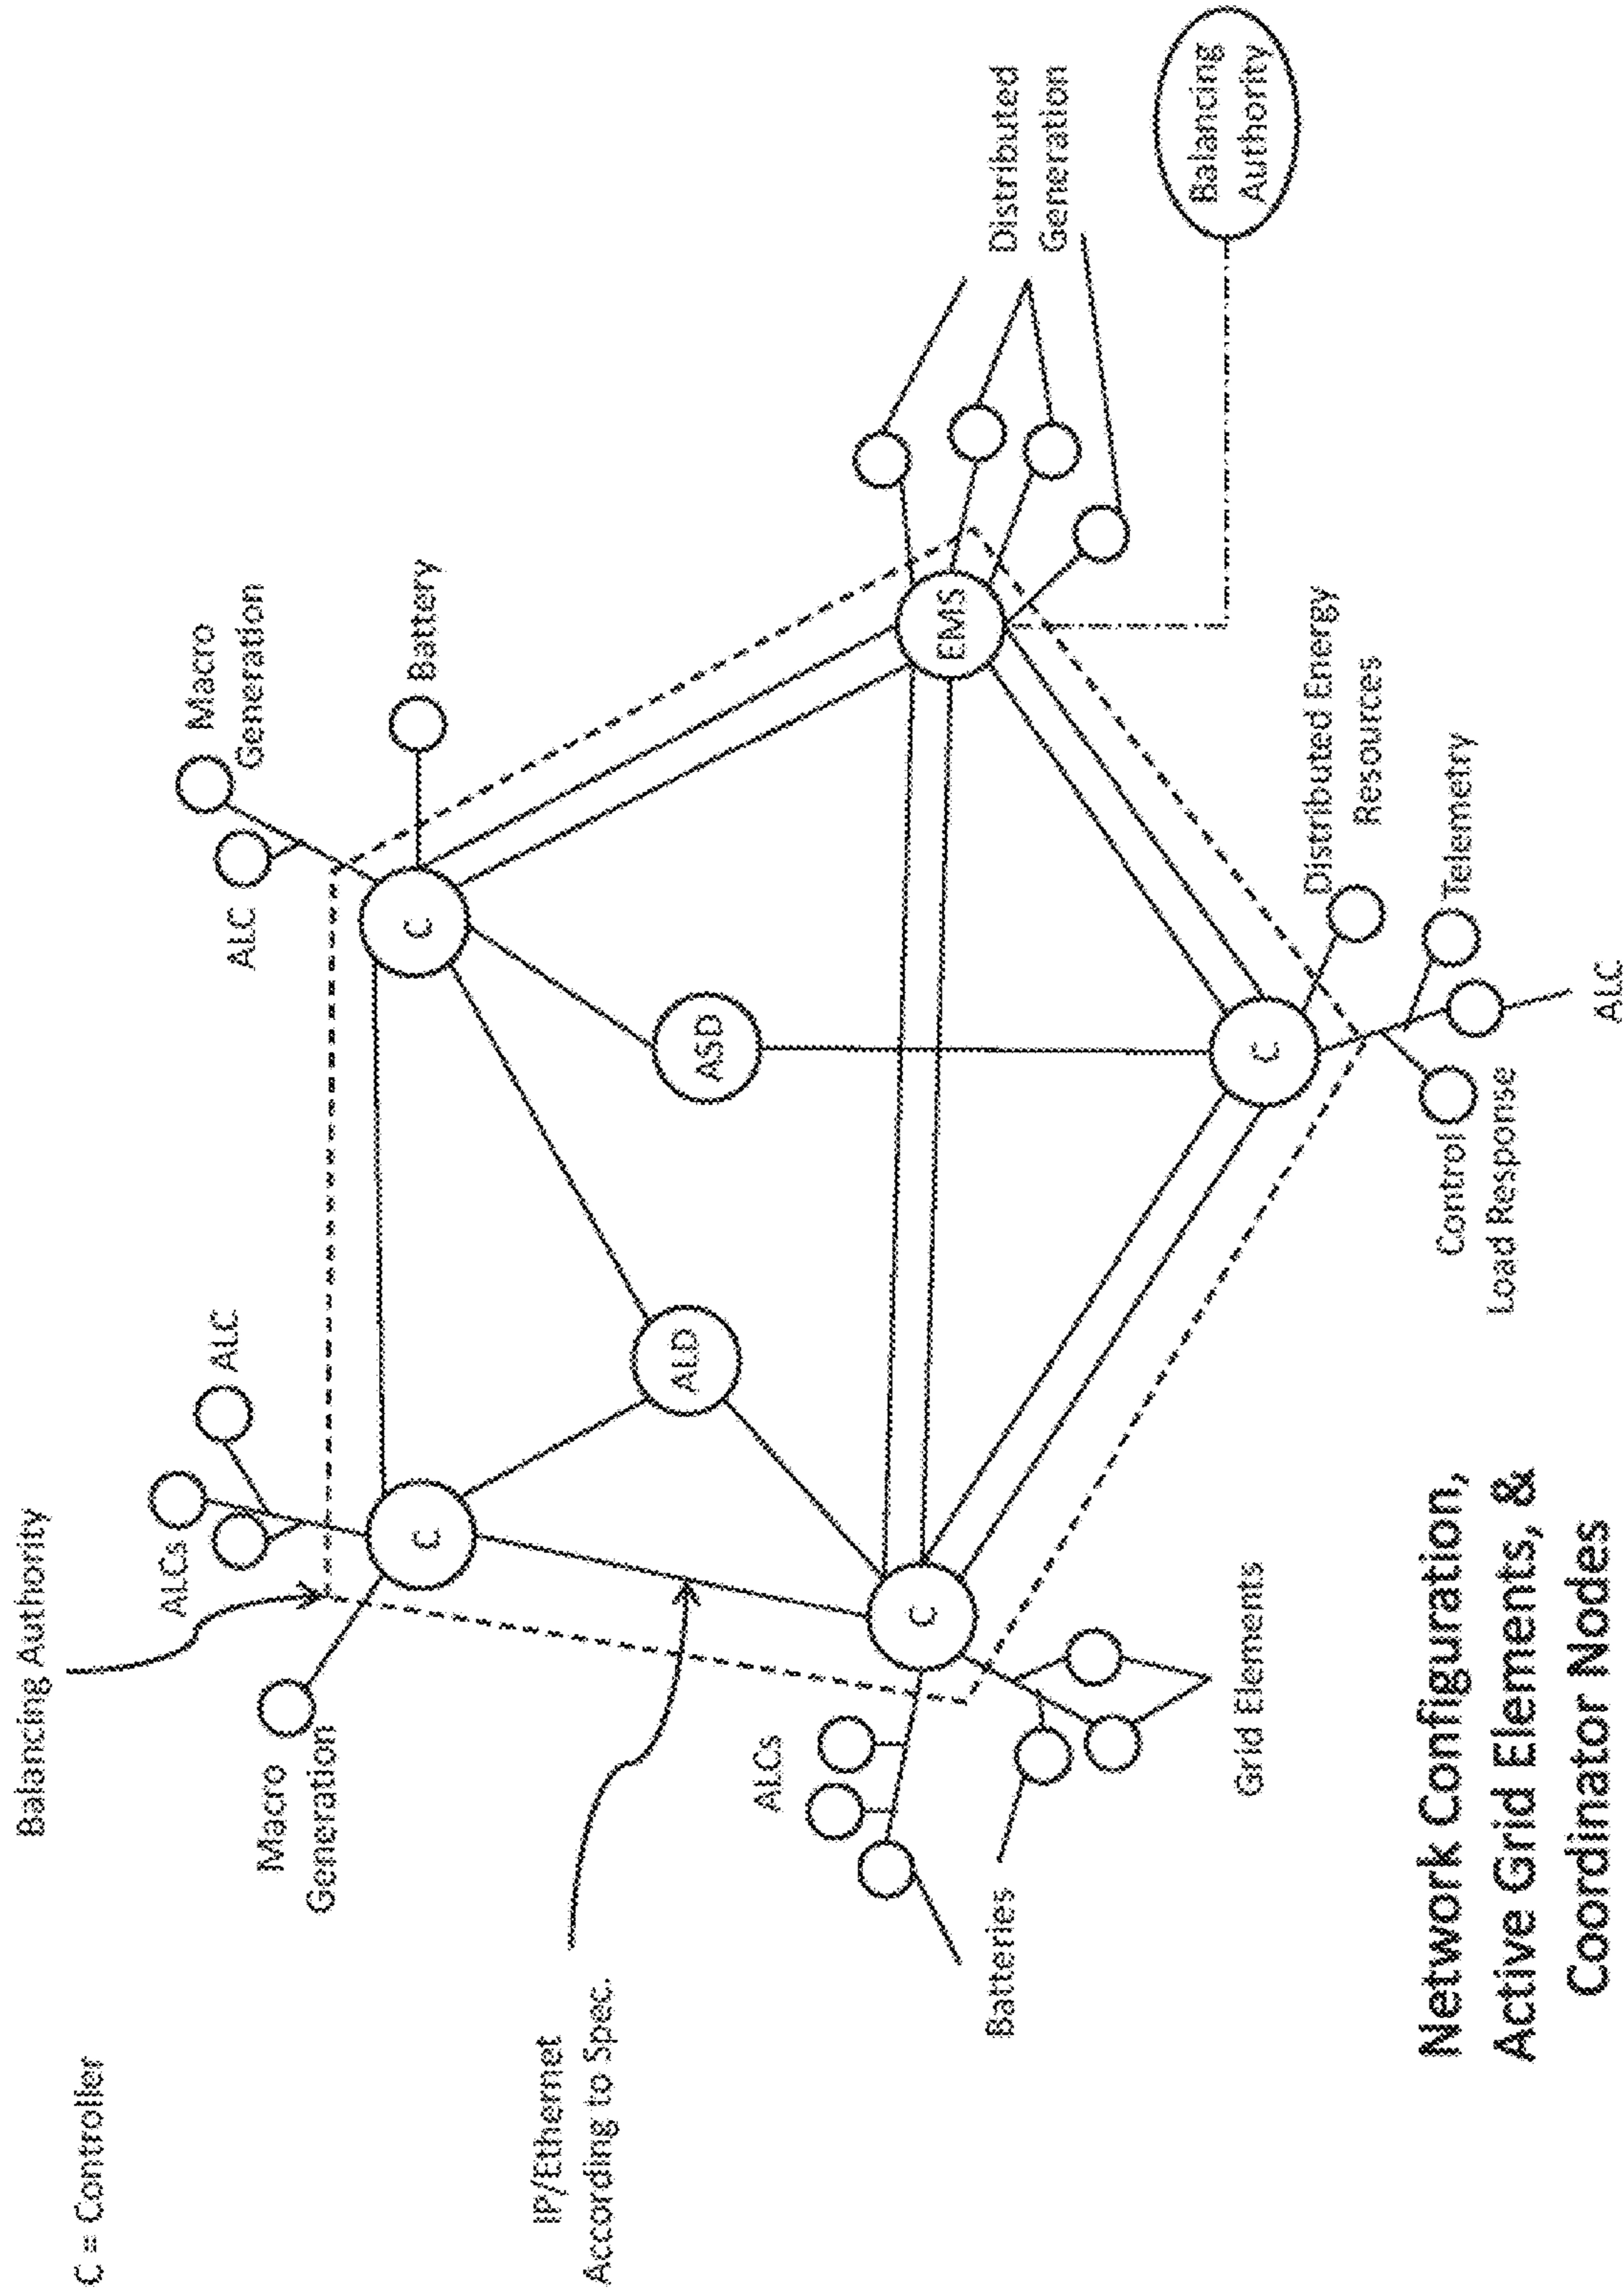 C = Controller
Balancing Authority
IP/Ethernet
According to Spec.
Macro
Generation
ALCs
ALC
C
ALC
Macro
Generation
C
Battery
ALD
ASD
ALCs
Batteries
C
EMS
Distributed
Generation
Grid Elements
C
Balancing
Authority
Distributed Energy
Resources
Control
Load Response
Telemetry
ALC
Network Configuration,
Active Grid Elements, &
Coordinator Nodes